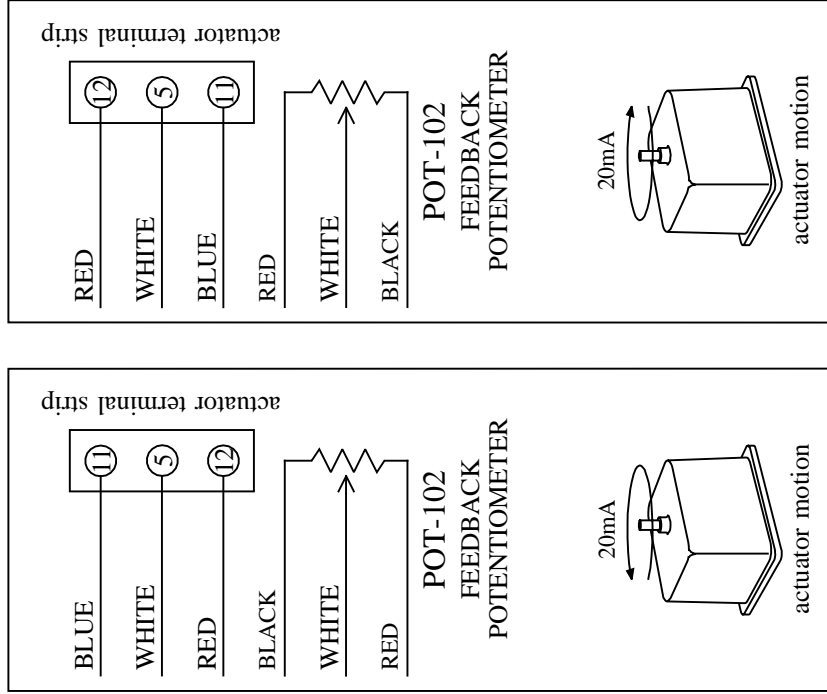 actuator terminal strip
12
5
11
RED
WHITE
BLUE
RED
WHITE
BLACK
POT-102
FEEDBACK
POTENTIOMETER
20mA
actuator motion
actuator terminal strip
11
5
12
BLUE
WHITE
RED
BLACK
WHITE
RED
POT-102
FEEDBACK
POTENTIOMETER
20mA
actuator motion